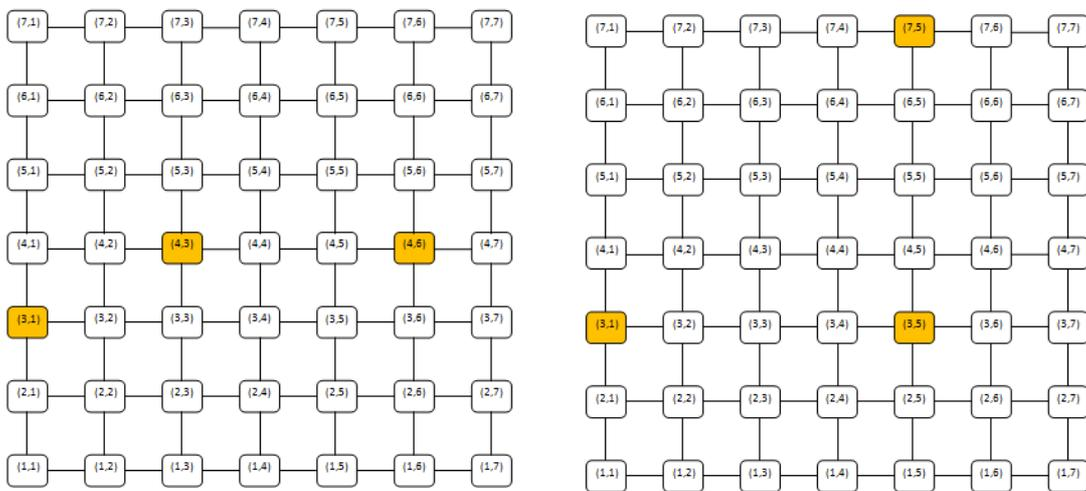 (7,1) (7,2) (7,3) (7,4) (7,5) (7,6) (7,7)
(6,1) (6,2) (6,3) (6,4) (6,5) (6,6) (6,7)
(5,1) (5,2) (5,3) (5,4) (5,5) (5,6) (5,7)
(4,1) (4,2) (4,3) (4,4) (4,5) (4,6) (4,7)
(3,1) (3,2) (3,3) (3,4) (3,5) (3,6) (3,7)
(2,1) (2,2) (2,3) (2,4) (2,5) (2,6) (2,7)
(1,1) (1,2) (1,3) (1,4) (1,5) (1,6) (1,7)
(7,1) (7,2) (7,3) (7,4) (7,5) (7,6) (7,7)
(6,1) (6,2) (6,3) (6,4) (6,5) (6,6) (6,7)
(5,1) (5,2) (5,3) (5,4) (5,5) (5,6) (5,7)
(4,1) (4,2) (4,3) (4,4) (4,5) (4,6) (4,7)
(3,1) (3,2) (3,3) (3,4) (3,5) (3,6) (3,7)
(2,1) (2,2) (2,3) (2,4) (2,5) (2,6) (2,7)
(1,1) (1,2) (1,3) (1,4) (1,5) (1,6) (1,7)